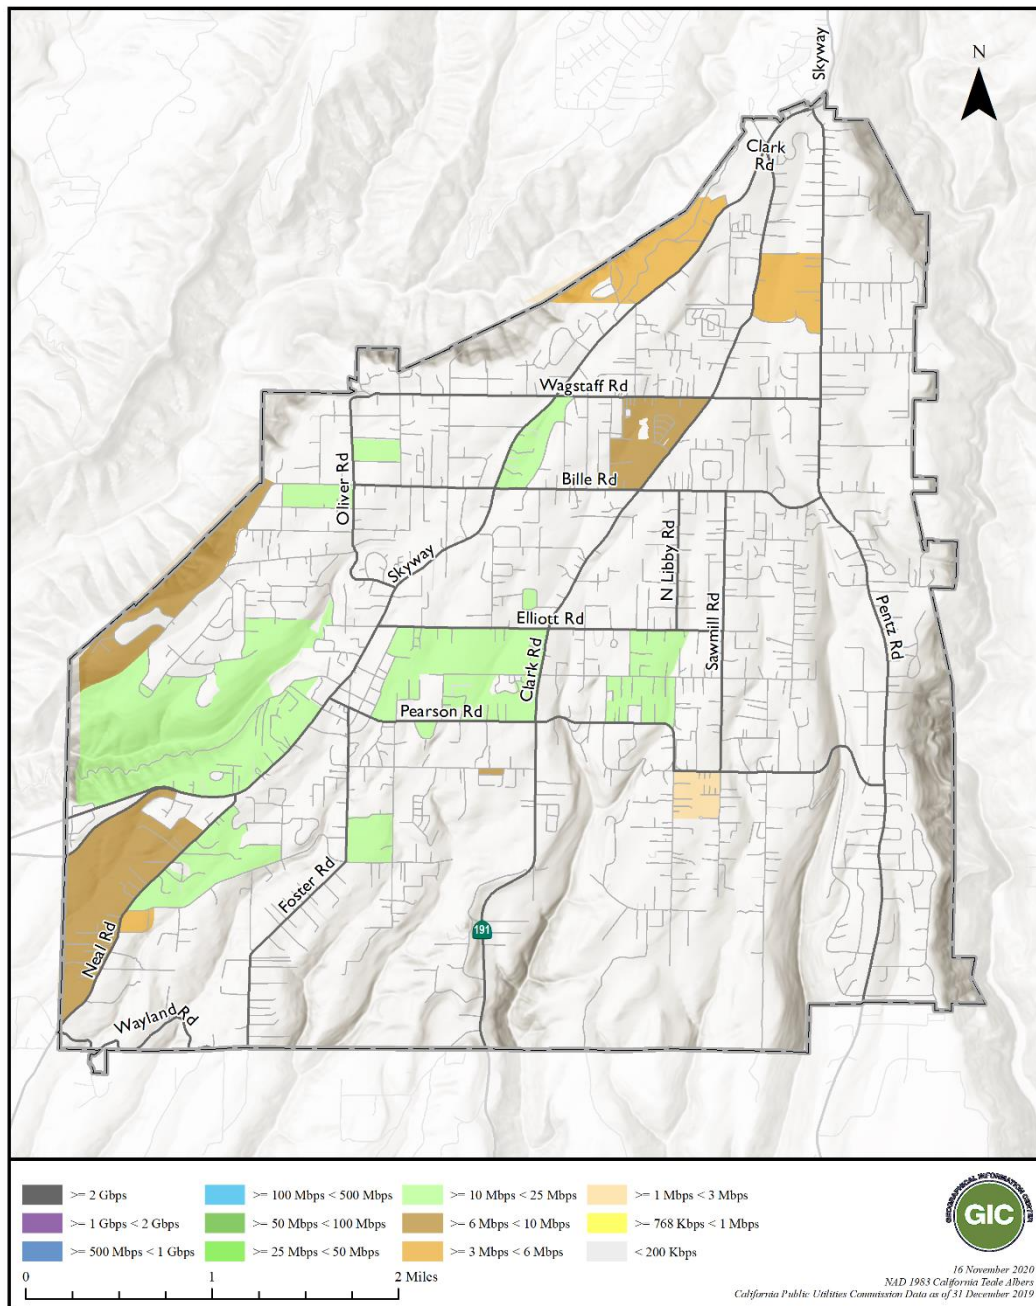 Skyway
N
Clark
Rd
Wagstaff Rd
Oliver Rd
Bille Rd
N Libby Rd
Skyway
Elliott Rd
Sawmill Rd
Pentz Rd
Clark Rd
Pearson Rd
Foster Rd
191
Neal Rd
Wayland Rd
>= 2 Gbps
>= 1 Gbps < 2 Gbps
>= 500 Mbps < 1 Gbps
>= 100 Mbps < 500 Mbps
>= 50 Mbps < 100 Mbps
>= 25 Mbps < 50 Mbps
>= 10 Mbps < 25 Mbps
>= 6 Mbps < 10 Mbps
>= 3 Mbps < 6 Mbps
>= 1 Mbps < 3 Mbps
>= 768 Kbps < 1 Mbps
< 200 Kbps
0 1 2 Miles
GEOGRAPHICAL INFORMATION CENTER
GIC
16 November 2020
NAD 1983 California Teale Albers
California Public Utilities Commission Data as of 31 December 2019